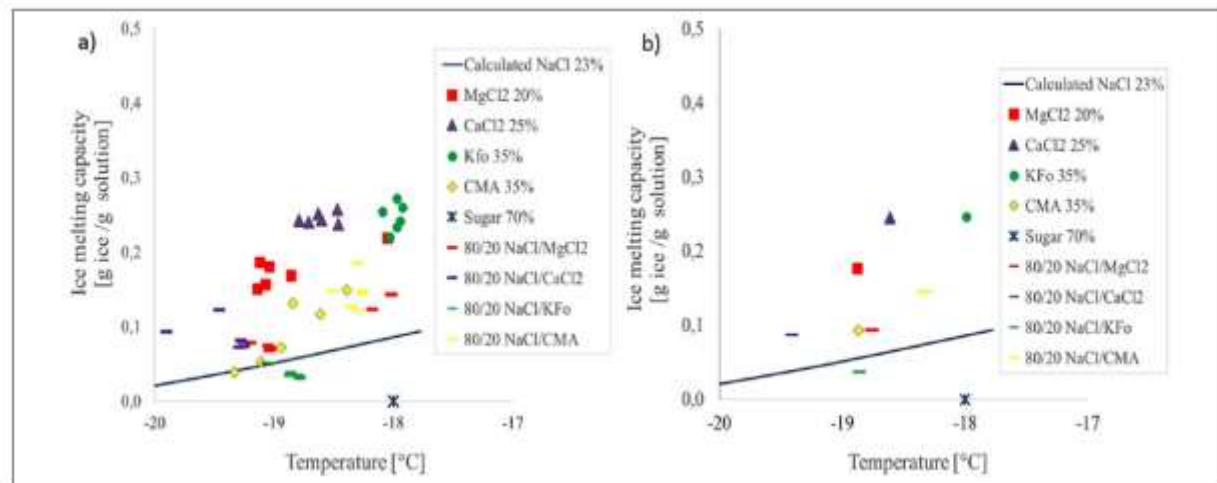 a)
0,5
0,4
0,3
0,2
0,1
0,0
Ice melting capacity
[g ice /g solution]
-20
-19
-18
-17
Temperature [°C]
Calculated NaCl 23%
MgCl2 20%
CaCl2 25%
Kfo 35%
CMA 35%
Sugar 70%
80/20 NaCl/MgCl2
80/20 NaCl/CaCl2
80/20 NaCl/KFo
80/20 NaCl/CMA
b)
0,5
0,4
0,3
0,2
0,1
0,0
Ice melting capacity
[g ice /g solution]
-20
-19
-18
-17
Temperature [°C]
Calculated NaCl 23%
MgCl2 20%
CaCl2 25%
KFo 35%
CMA 35%
Sugar 70%
80/20 NaCl/MgCl2
80/20 NaCl/CaCl2
80/20 NaCl/KFo
80/20 NaCl/CMA